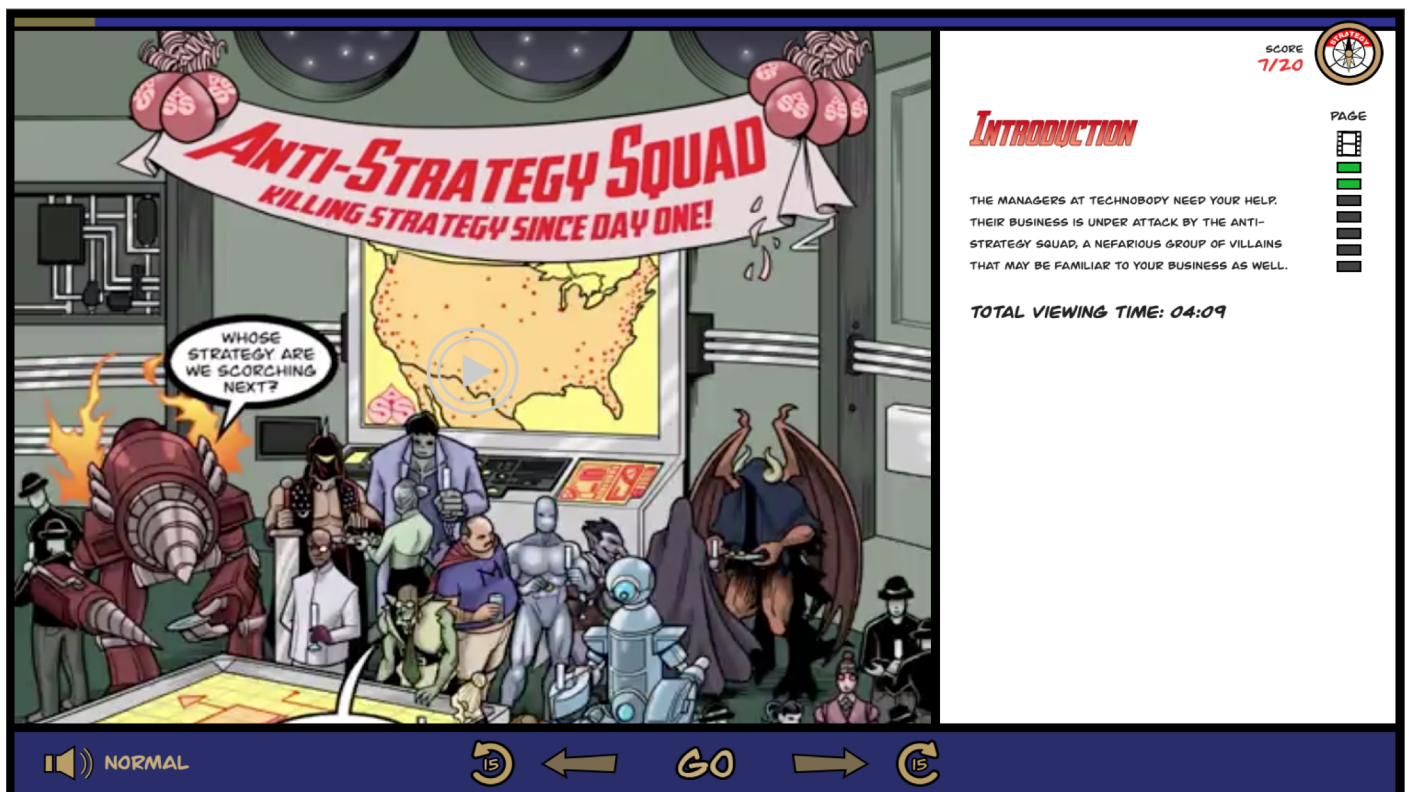 ANTI-STRATEGY SQUAD
KILLING STRATEGY SINCE DAY ONE!
WHOSE
STRATEGY ARE
WE SCORCHING
NEXT?
M
SCORE
7/20
STRATEGY
INTRODUCTION
PAGE
THE MANAGERS AT TECHNOBODY NEED YOUR HELP.
THEIR BUSINESS IS UNDER ATTACK BY THE ANTI-
STRATEGY SQUAD, A NEFARIOUS GROUP OF VILLAINS
THAT MAY BE FAMILIAR TO YOUR BUSINESS AS WELL.
TOTAL VIEWING TIME: 04:09
NORMAL
15
GO
15